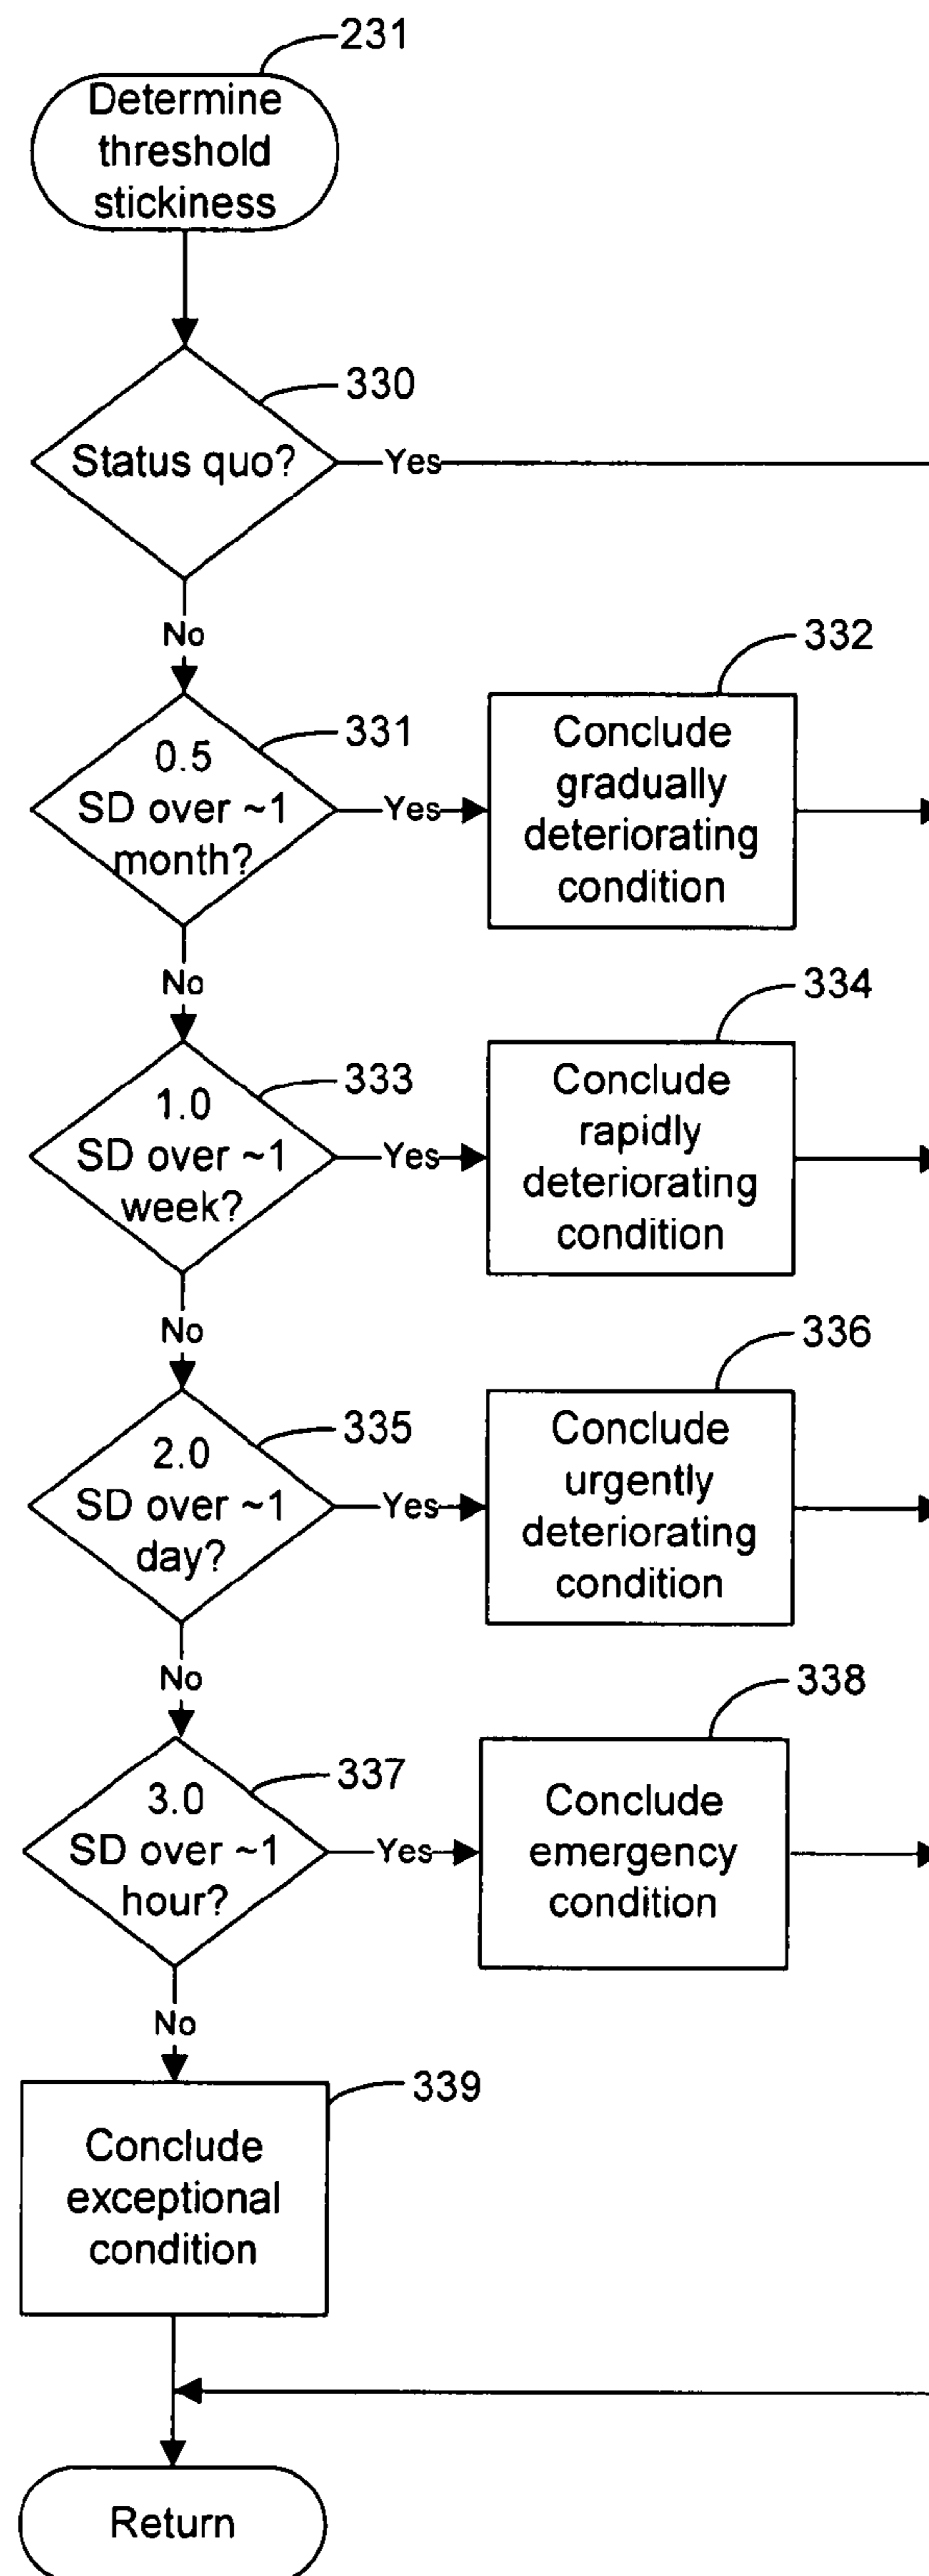 231
Determine
threshold
stickiness
330
Status quo?
Yes
No
332
331
0.5
SD over ~1
month?
Yes
Conclude
gradually
deteriorating
condition
No
334
333
1.0
SD over ~1
week?
Yes
Conclude
rapidly
deteriorating
condition
No
336
335
2.0
SD over ~1
day?
Yes
Conclude
urgently
deteriorating
condition
No
338
337
3.0
SD over ~1
hour?
Yes
Conclude
emergency
condition
No
339
Conclude
exceptional
condition
Return